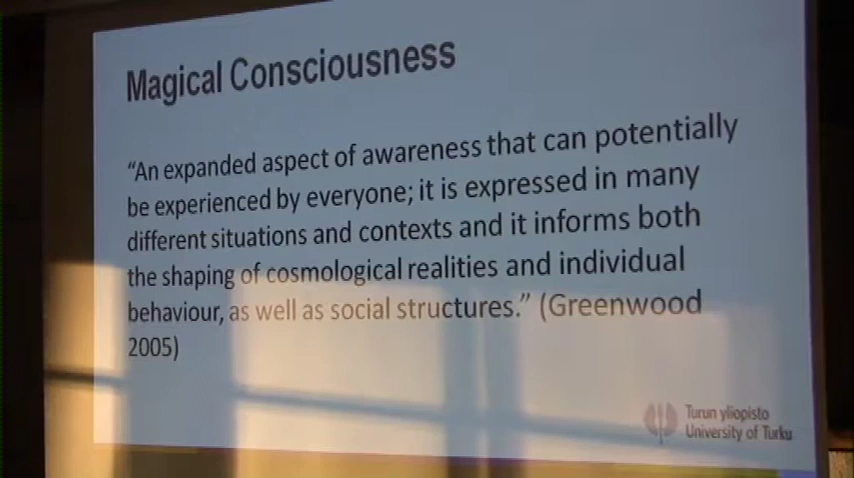 Magical Consciousness
“An expanded aspect of awareness that can potentially
be experienced by everyone; it is expressed in many
different situations and contexts and it informs both
the shaping of cosmological realities and individual
behaviour, as well as social structures.” (Greenwood
2005)
Turun yliopisto
University of Turku